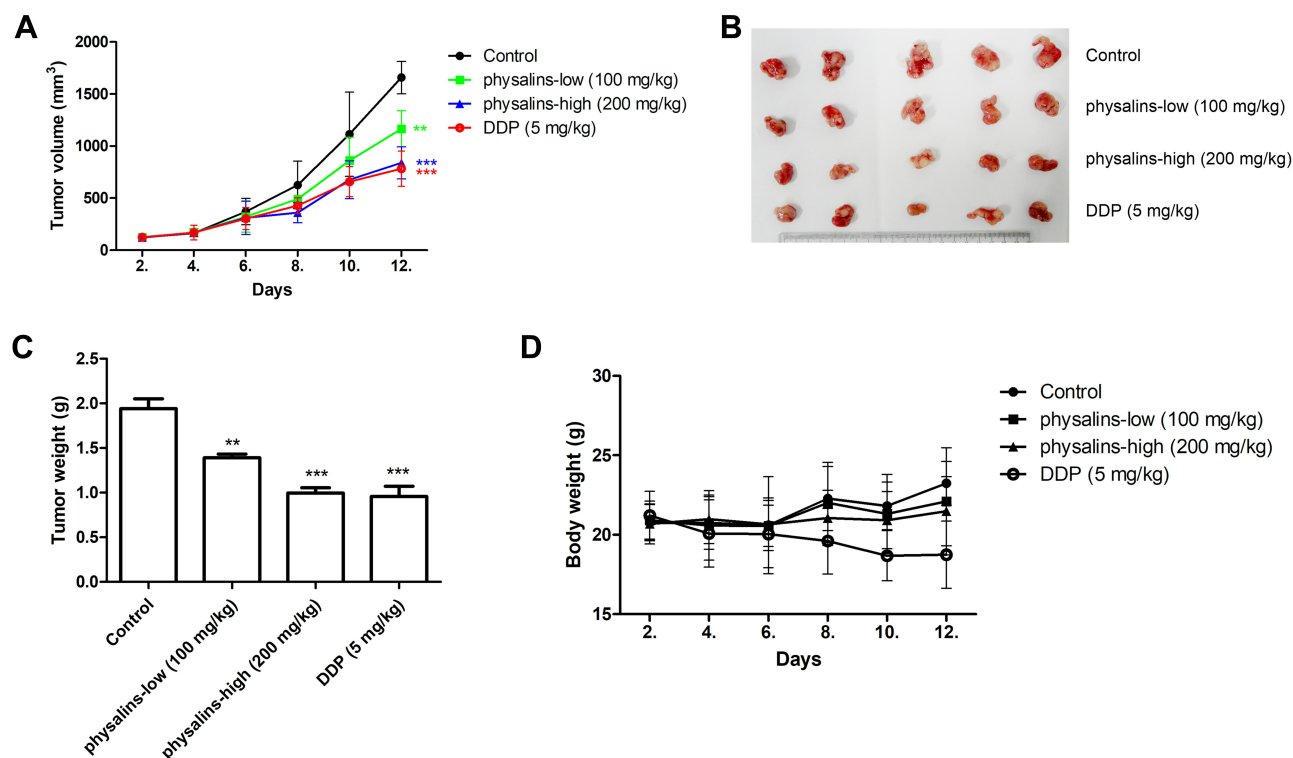 A
Tumor volume (mm³)
2000
1500
1000
500
0
2.
4.
6.
8.
10.
12.
Days
Control
physalins-low (100 mg/kg)
physalins-high (200 mg/kg)
DDP (5 mg/kg)
**
***
***
B
Control
physalins-low (100 mg/kg)
physalins-high (200 mg/kg)
DDP (5 mg/kg)
C
Tumor weight (g)
2.5
2.0
1.5
1.0
0.5
0.0
**
***
***
Control
physalins-low (100 mg/kg)
physalins-high (200 mg/kg)
DDP (5 mg/kg)
D
Body weight (g)
30
25
20
15
2.
4.
6.
8.
10.
12.
Days
Control
physalins-low (100 mg/kg)
physalins-high (200 mg/kg)
DDP (5 mg/kg)